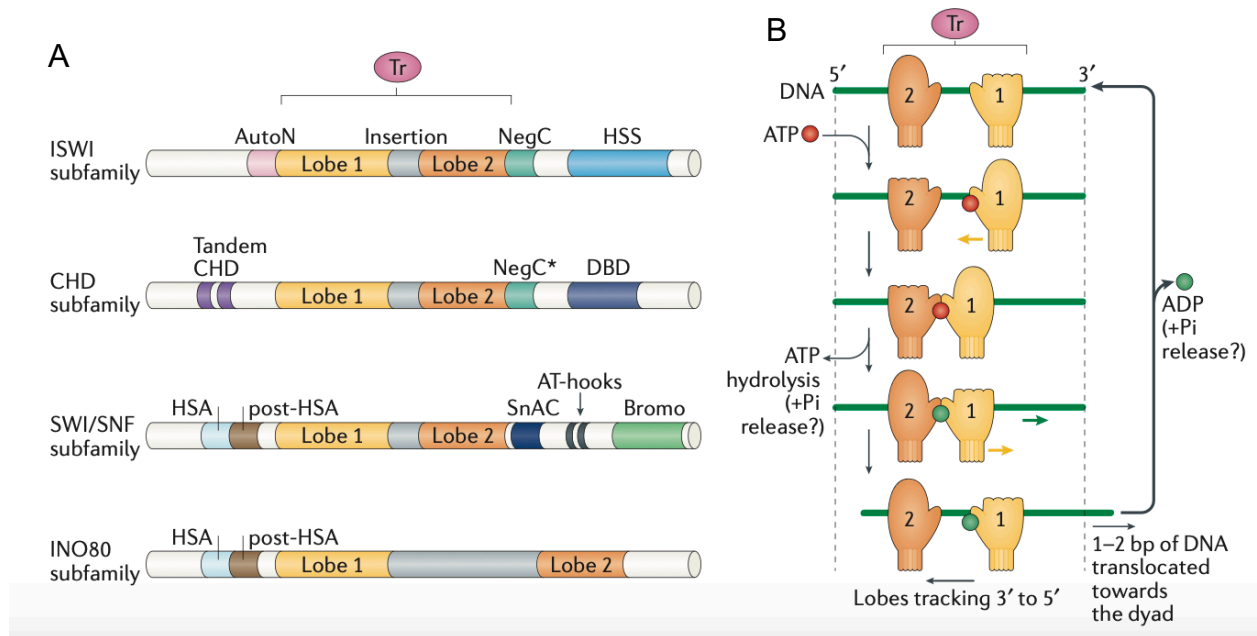 A
Tr
ISWI
subfamily
AutoN
Insertion
NegC
HSS
Lobe 1
Lobe 2
CHD
subfamily
Tandem
CHD
NegC*
DBD
Lobe 1
Lobe 2
SWI/SNF
subfamily
HSA
post-HSA
AT-hooks
SnAC
Bromo
Lobe 1
Lobe 2
INO80
subfamily
HSA
post-HSA
Lobe 1
Lobe 2
B
Tr
5′
3′
DNA
2
1
ATP
2
1
2
1
ATP
hydrolysis
(+Pi
release?)
2
1
ADP
(+Pi
release?)
2
1
1–2 bp of DNA
translocated
towards
the dyad
Lobes tracking 3′ to 5′